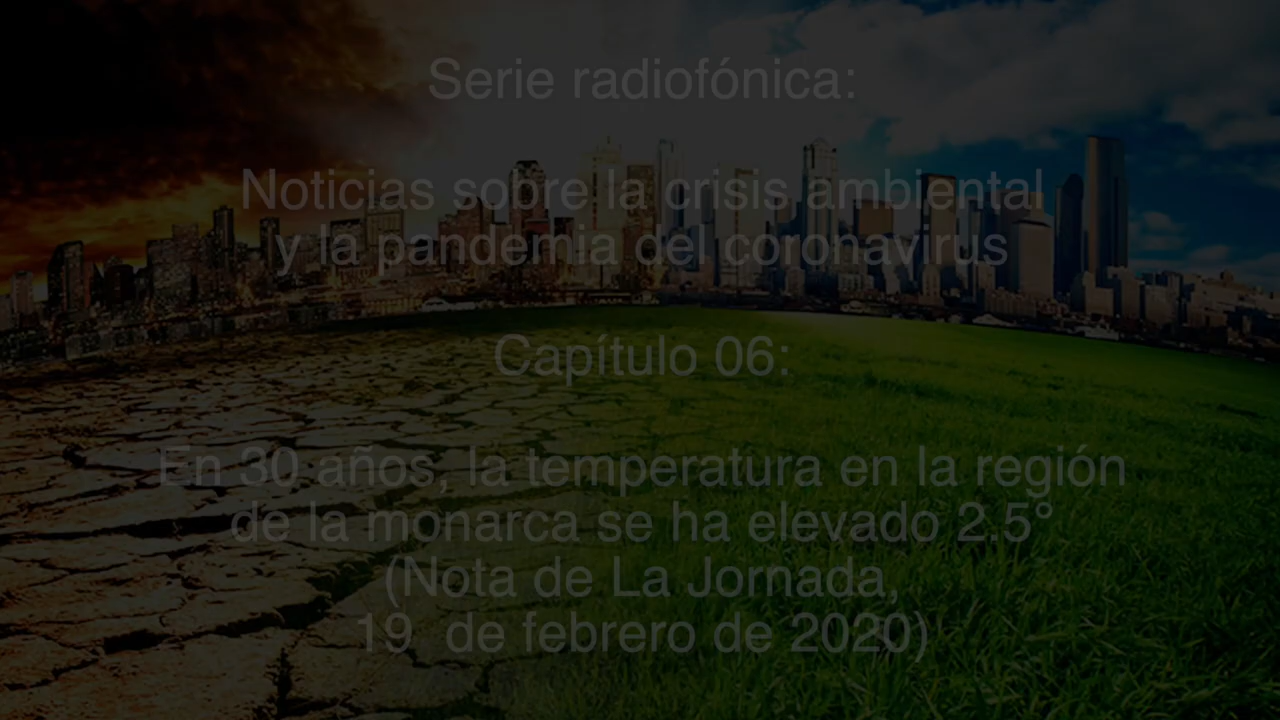 Serie radiofónica:
Noticias sobre la crisis ambiental
y la pandemia del coronavirus
Capítulo 06:
En 30 años, la temperatura en la región
de la monarca se ha elevado 2.5°
(Nota de La Jornada,
19 de febrero de 2020)